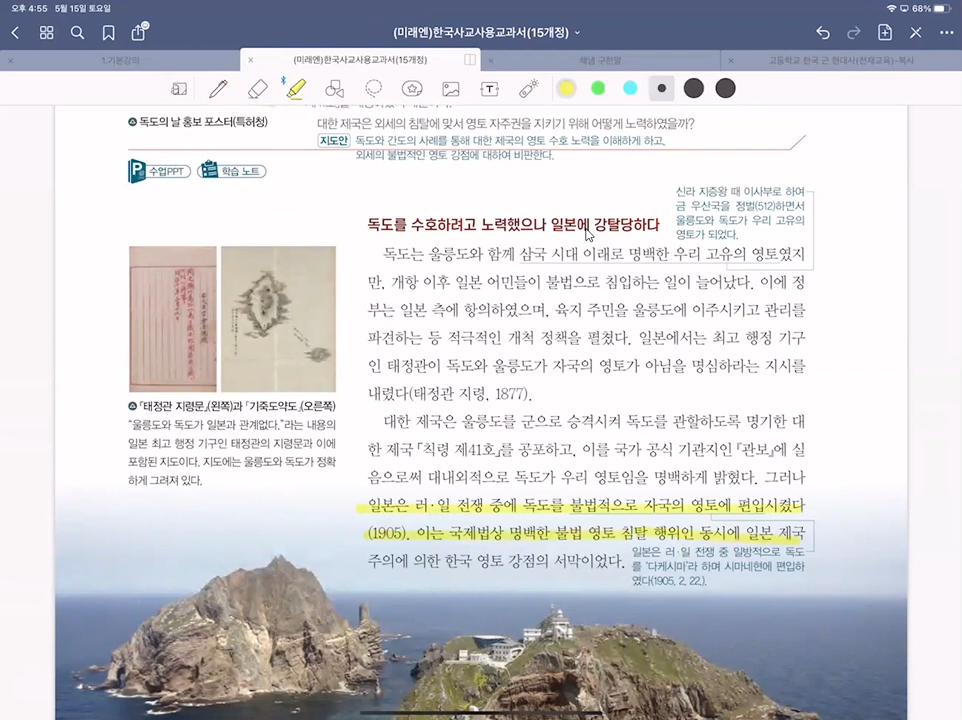 오후 4:55 5월 15일 토요일
68%
(미래엔)한국사교사용교과서(15개정)
1.기본강의
(미래엔)한국사교사용교과서(15개정)
해냄 구한말
고등학교 한국 근 현대사(천재교육)-복사
독도의 날 홍보 포스터(특허청)
대한 제국은 외세의 침탈에 맞서 영토 자주권을 지키기 위해 어떻게 노력하였을까?
지도안 독도와 간도의 사례를 통해 대한 제국의 영토 수호 노력을 이해하게 하고,
외세의 불법적인 영토 강점에 대하여 비판한다.
P 수업PPT 학습 노트
신라 지증왕 때 이사부로 하여
금 우산국을 정벌(512)하면서
울릉도와 독도가 우리 고유의
영토가 되었다.
독도를 수호하려고 노력했으나 일본에 강탈당하다
독도는 울릉도와 함께 삼국 시대 이래로 명백한 우리 고유의 영토였지
만, 개항 이후 일본 어민들이 불법으로 침입하는 일이 늘어났다. 이에 정
부는 일본 측에 항의하였으며, 육지 주민을 울릉도에 이주시키고 관리를
파견하는 등 적극적인 개척 정책을 펼쳤다. 일본에서는 최고 행정 기구
인 태정관이 독도와 울릉도가 자국의 영토가 아님을 명심하라는 지시를
내렸다(태정관 지령, 1877).
대한 제국은 울릉도를 군으로 승격시켜 독도를 관할하도록 명기한 대
한 제국 「칙령 제41호」를 공포하고, 이를 국가 공식 기관지인 『관보』에 실
음으로써 대내외적으로 독도가 우리 영토임을 명백하게 밝혔다. 그러나
일본은 러·일 전쟁 중에 독도를 불법적으로 자국의 영토에 편입시켰다
(1905). 이는 국제법상 명백한 불법 영토 침탈 행위인 동시에 일본 제국
주의에 의한 한국 영토 강점의 서막이었다.
일본은 러·일 전쟁 중 일방적으로 독도
를 '다케시마'라 하며 시마네현에 편입하
였다(1905. 2. 22.).
「태정관 지령문」(왼쪽)과 「기죽도약도」(오른쪽)
"울릉도와 독도가 일본과 관계없다."라는 내용의
일본 최고 행정 기구인 태정관의 지령문과 이에
포함된 지도이다. 지도에는 울릉도와 독도가 정확
하게 그려져 있다.